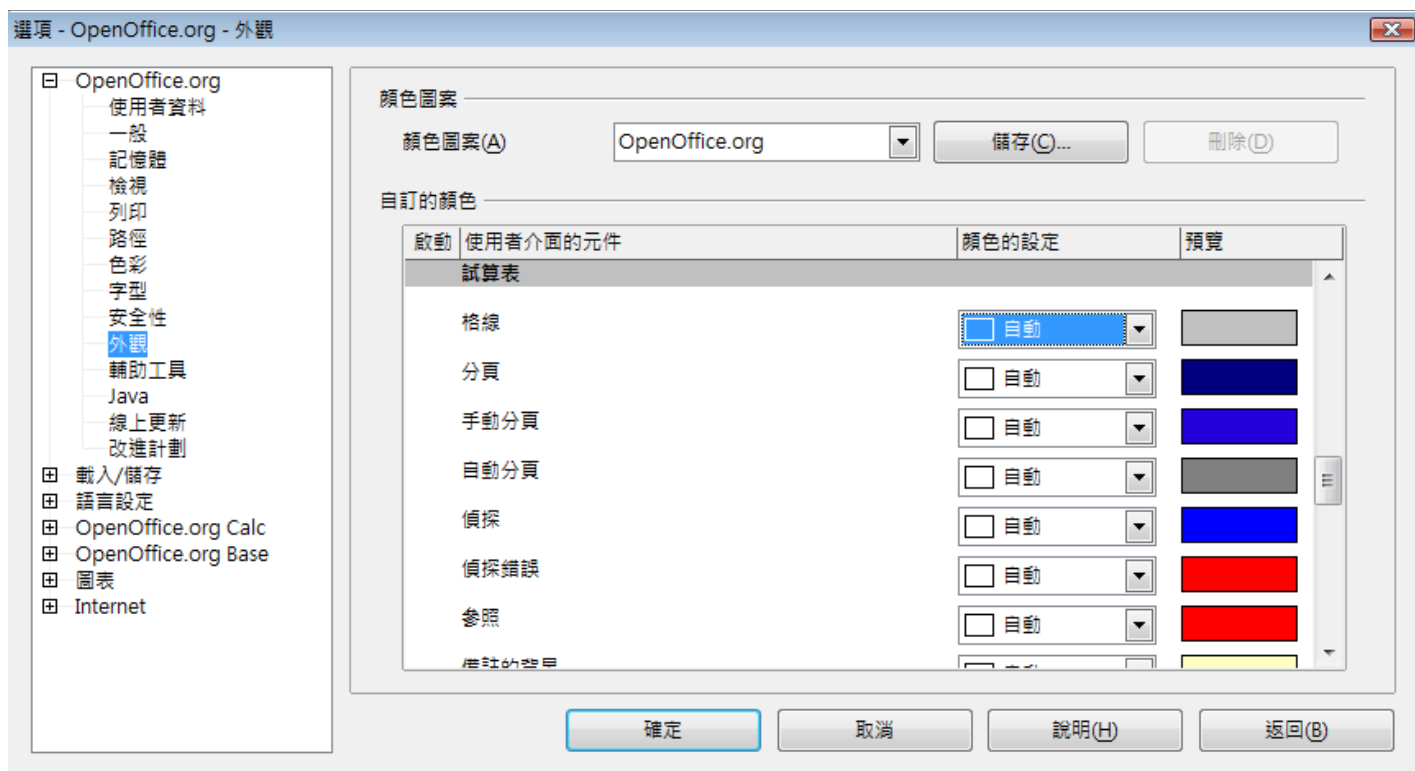 選項 - OpenOffice.org - 外觀
OpenOffice.org
使用者資料
一般
記憶體
檢視
列印
路徑
色彩
字型
安全性
外觀
輔助工具
Java
線上更新
改進計劃
載入/儲存
語言設定
OpenOffice.org Calc
OpenOffice.org Base
圖表
Internet
顏色圖案
顏色圖案(A) OpenOffice.org 儲存(C)... 刪除(D)
自訂的顏色
啟動 使用者介面的元件 顏色的設定 預覽
試算表
格線 自動
分頁 自動
手動分頁 自動
自動分頁 自動
偵探 自動
偵探錯誤 自動
參照 自動
備註的背景 自動
確定 取消 說明(H) 返回(B)